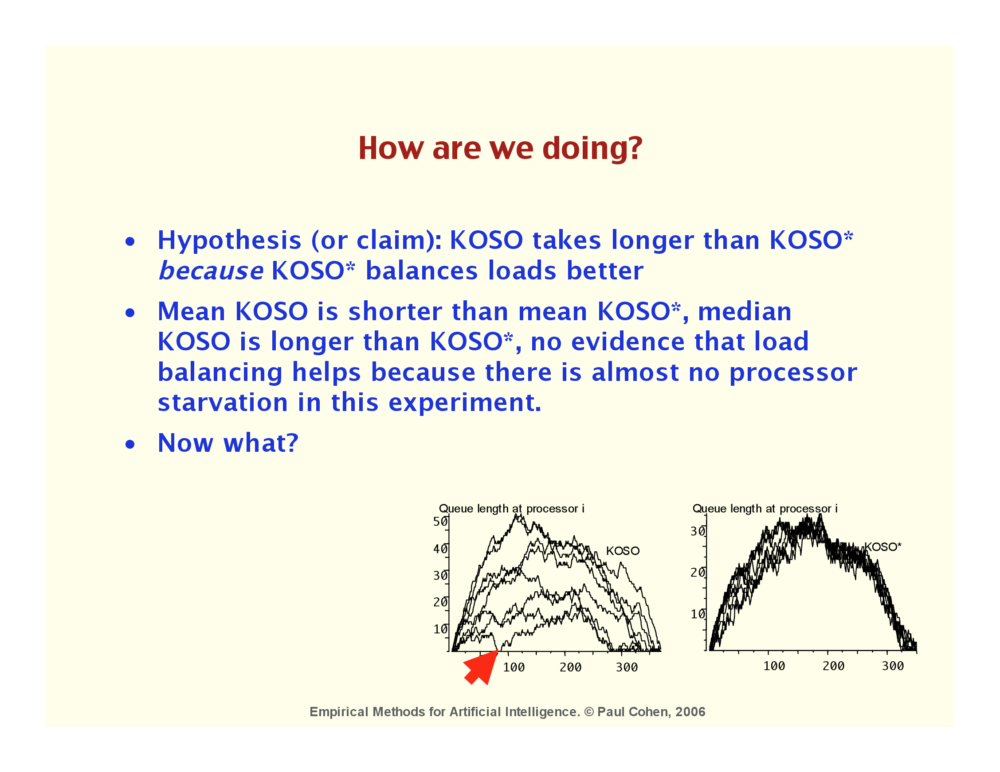 How are we doing?
• Hypothesis (or claim): KOSO takes longer than KOSO*
because KOSO* balances loads better
• Mean KOSO is shorter than mean KOSO*, median
KOSO is longer than KOSO*, no evidence that load
balancing helps because there is almost no processor
starvation in this experiment.
• Now what?
Queue length at processor i
50
40
30
20
10
KOSO
100 200 300
Queue length at processor i
30
20
10
KOSO*
100 200 300
Empirical Methods for Artificial Intelligence. © Paul Cohen, 2006